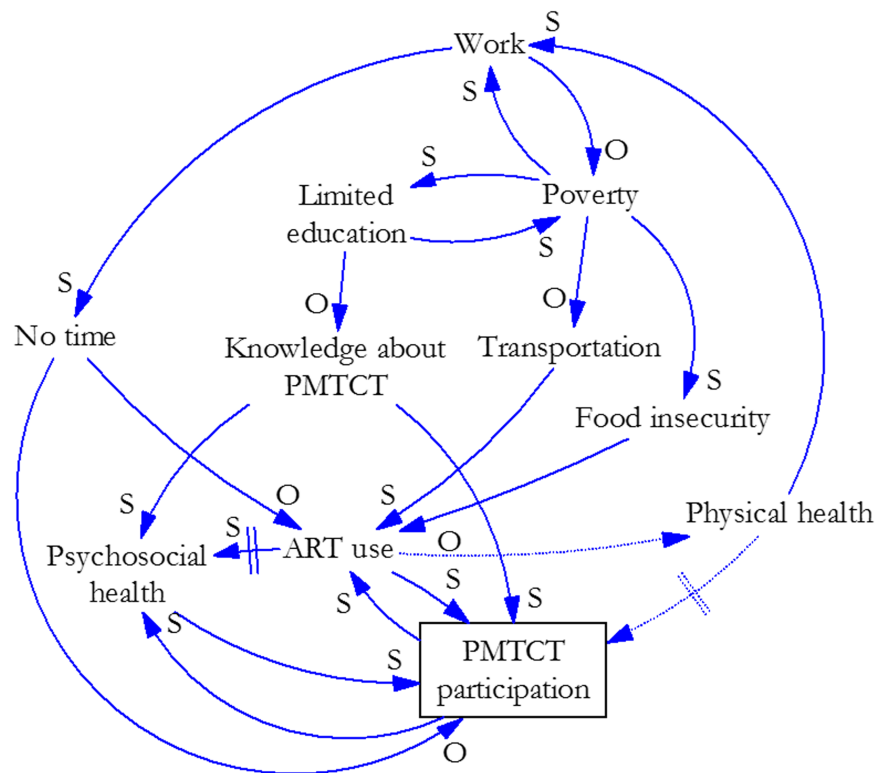 S
Work
S
S
O
S
Limited
education
Poverty
S
S
O
O
No time
Knowledge about
PMTCT
Transportation
S
Food insecurity
S
O
S
Physical health
Psychosocial
health
S
ART use
O
S
S
S
S
S
PMTCT
participation
O